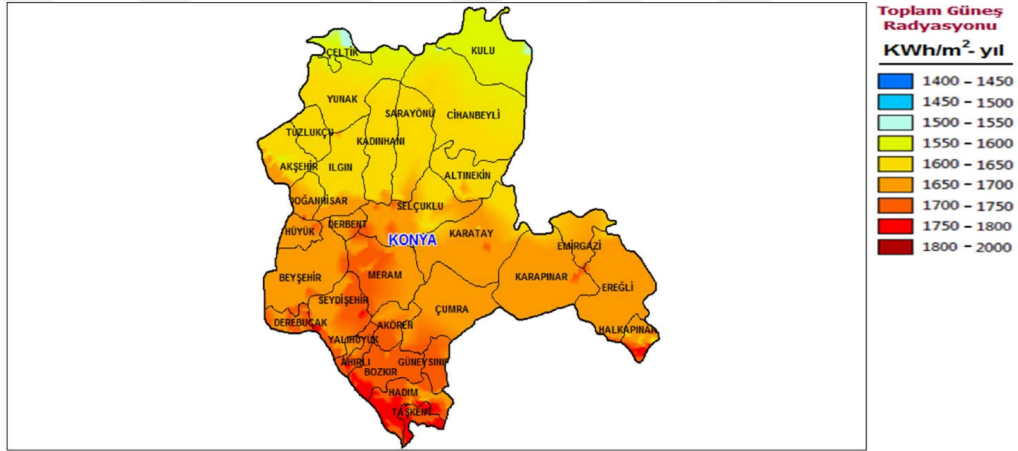 Toplam Güneş
Radyasyonu
KWh/m²- yıl
1400 - 1450
1450 - 1500
1500 - 1550
1550 - 1600
1600 - 1650
1650 - 1700
1700 - 1750
1750 - 1800
1800 - 2000
ÇELTİK
KULU
YUNAK
SARAYÖNÜ
CİHANBEYLİ
TUZLUKÇU
KADINHANI
AKŞEHİR
ILGIN
ALTINEKİN
DOĞANHİSAR
SELÇUKLU
DERBENT
HÜYÜK
KONYA
KARATAY
EMİRGAZİ
BEYŞEHİR
MERAM
KARAPINAR
EREĞLİ
SEYDİŞEHİR
ÇUMRA
DEREBUCAK
AKÖREN
HALKAPINAR
YALIHÜYÜK
AHIRLI
GÜNEYSINIR
BOZKIR
HADIM
TAŞKENT